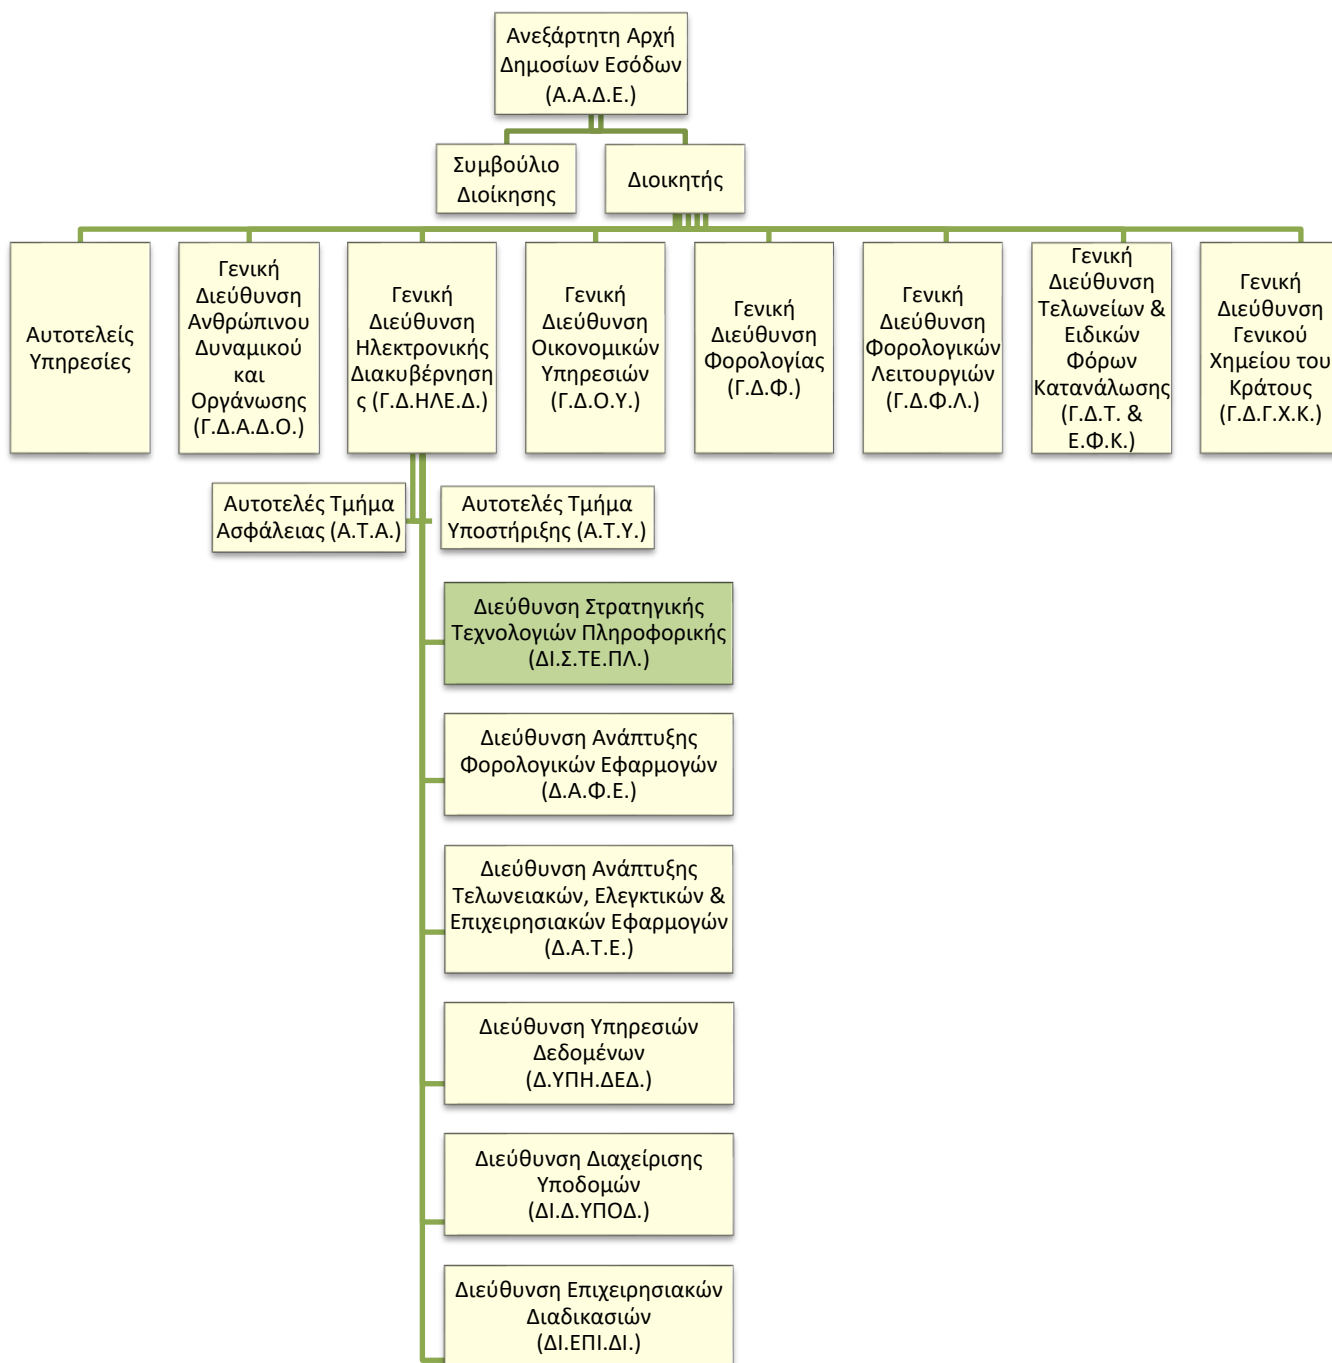 Ανεξάρτητη Αρχή
Δημοσίων Εσόδων
(Α.Α.Δ.Ε.)
Συμβούλιο
Διοίκησης
Διοικητής
Αυτοτελείς
Υπηρεσίες
Γενική
Διεύθυνση
Ανθρώπινου
Δυναμικού
και
Οργάνωσης
(Γ.Δ.Α.Δ.Ο.)
Γενική
Διεύθυνση
Ηλεκτρονικής
Διακυβέρνηση
ς (Γ.Δ.ΗΛΕ.Δ.)
Γενική
Διεύθυνση
Οικονομικών
Υπηρεσιών
(Γ.Δ.Ο.Υ.)
Γενική
Διεύθυνση
Φορολογίας
(Γ.Δ.Φ.)
Γενική
Διεύθυνση
Φορολογικών
Λειτουργιών
(Γ.Δ.Φ.Λ.)
Γενική
Διεύθυνση
Τελωνείων &
Ειδικών
Φόρων
Κατανάλωσης
(Γ.Δ.Τ. &
Ε.Φ.Κ.)
Γενική
Διεύθυνση
Γενικού
Χημείου του
Κράτους
(Γ.Δ.Γ.Χ.Κ.)
Αυτοτελές Τμήμα
Ασφάλειας (Α.Τ.Α.)
Αυτοτελές Τμήμα
Υποστήριξης (Α.Τ.Υ.)
Διεύθυνση Στρατηγικής
Τεχνολογιών Πληροφορικής
(ΔΙ.Σ.ΤΕ.ΠΛ.)
Διεύθυνση Ανάπτυξης
Φορολογικών Εφαρμογών
(Δ.Α.Φ.Ε.)
Διεύθυνση Ανάπτυξης
Τελωνειακών, Ελεγκτικών &
Επιχειρησιακών Εφαρμογών
(Δ.Α.Τ.Ε.)
Διεύθυνση Υπηρεσιών
Δεδομένων
(Δ.ΥΠΗ.ΔΕΔ.)
Διεύθυνση Διαχείρισης
Υποδομών
(ΔΙ.Δ.ΥΠΟΔ.)
Διεύθυνση Επιχειρησιακών
Διαδικασιών
(ΔΙ.ΕΠΙ.ΔΙ.)